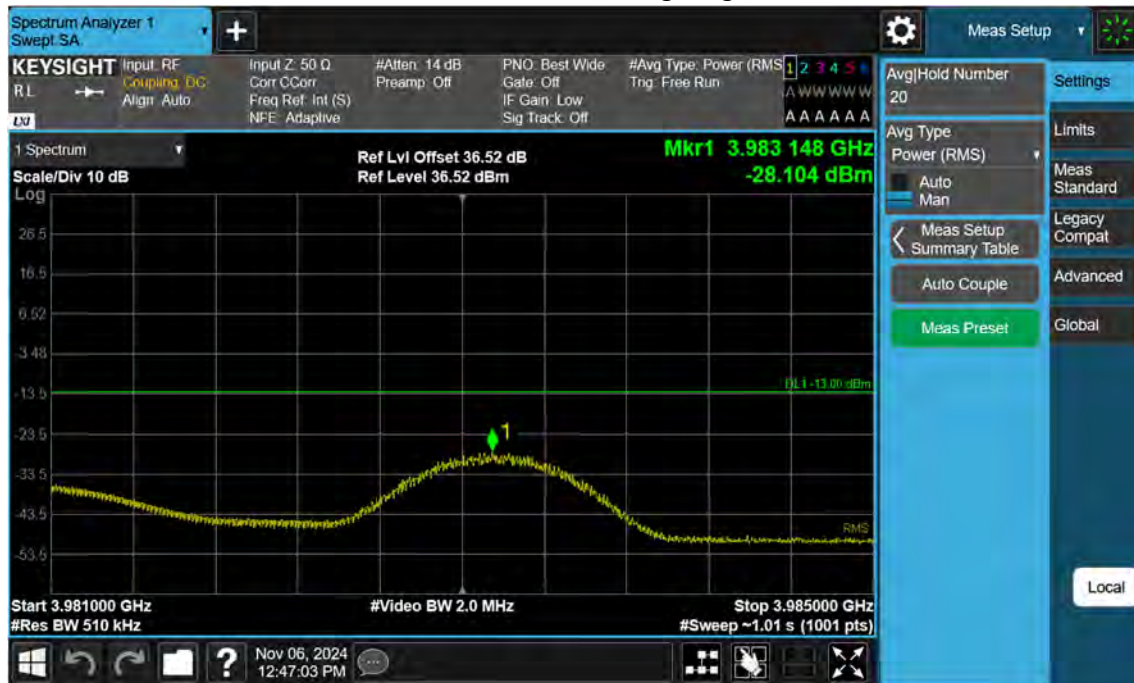 Spectrum Analyzer 1
Swept SA
+
Meas Setup
KEYSIGHT
RL
LXI
Input: RF
Coupling: DC
Align: Auto
Input Z: 50 Ω
Corr CCorr
Freq Ref: Int (S)
NFE: Adaptive
#Atten: 14 dB
Preamp: Off
PNO: Best Wide
Gate: Off
IF Gain: Low
Sig Track: Off
#Avg Type: Power (RMS
Trig: Free Run
1 2 3 4 5 6
A W W W W W
A A A A A A
1 Spectrum
Scale/Div 10 dB
Log
Ref Lvl Offset 36.52 dB
Ref Level 36.52 dBm
Mkr1 3.983 148 GHz
-28.104 dBm
26.5
16.5
6.52
-3.48
-13.5
-23.5
-33.5
-43.5
-53.5
DL1 -13.00 dBm
1
RMS
Start 3.981000 GHz
#Res BW 510 kHz
#Video BW 2.0 MHz
Stop 3.985000 GHz
#Sweep ~1.01 s (1001 pts)
Avg|Hold Number
20
Avg Type
Power (RMS)
Auto
Man
Meas Setup
Summary Table
Auto Couple
Meas Preset
Settings
Limits
Meas
Standard
Legacy
Compat
Advanced
Global
Local
?
Nov 06, 2024
12:47:03 PM